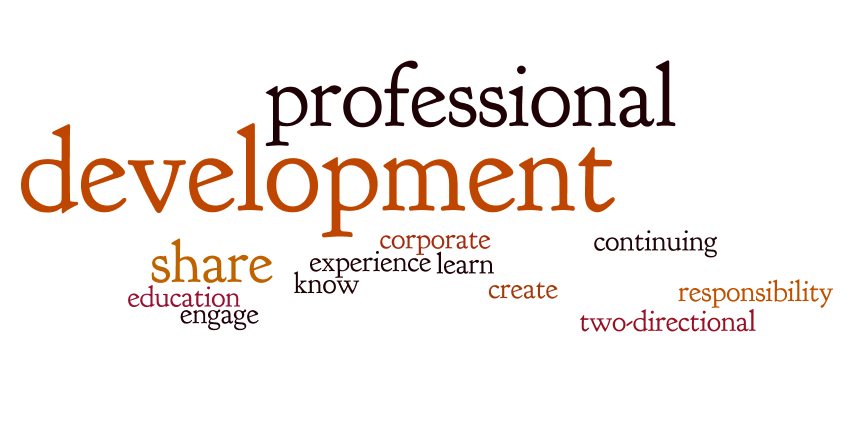 professional
development
corporate
continuing
share
experience
learn
know
create
education
responsibility
engage
two-directional